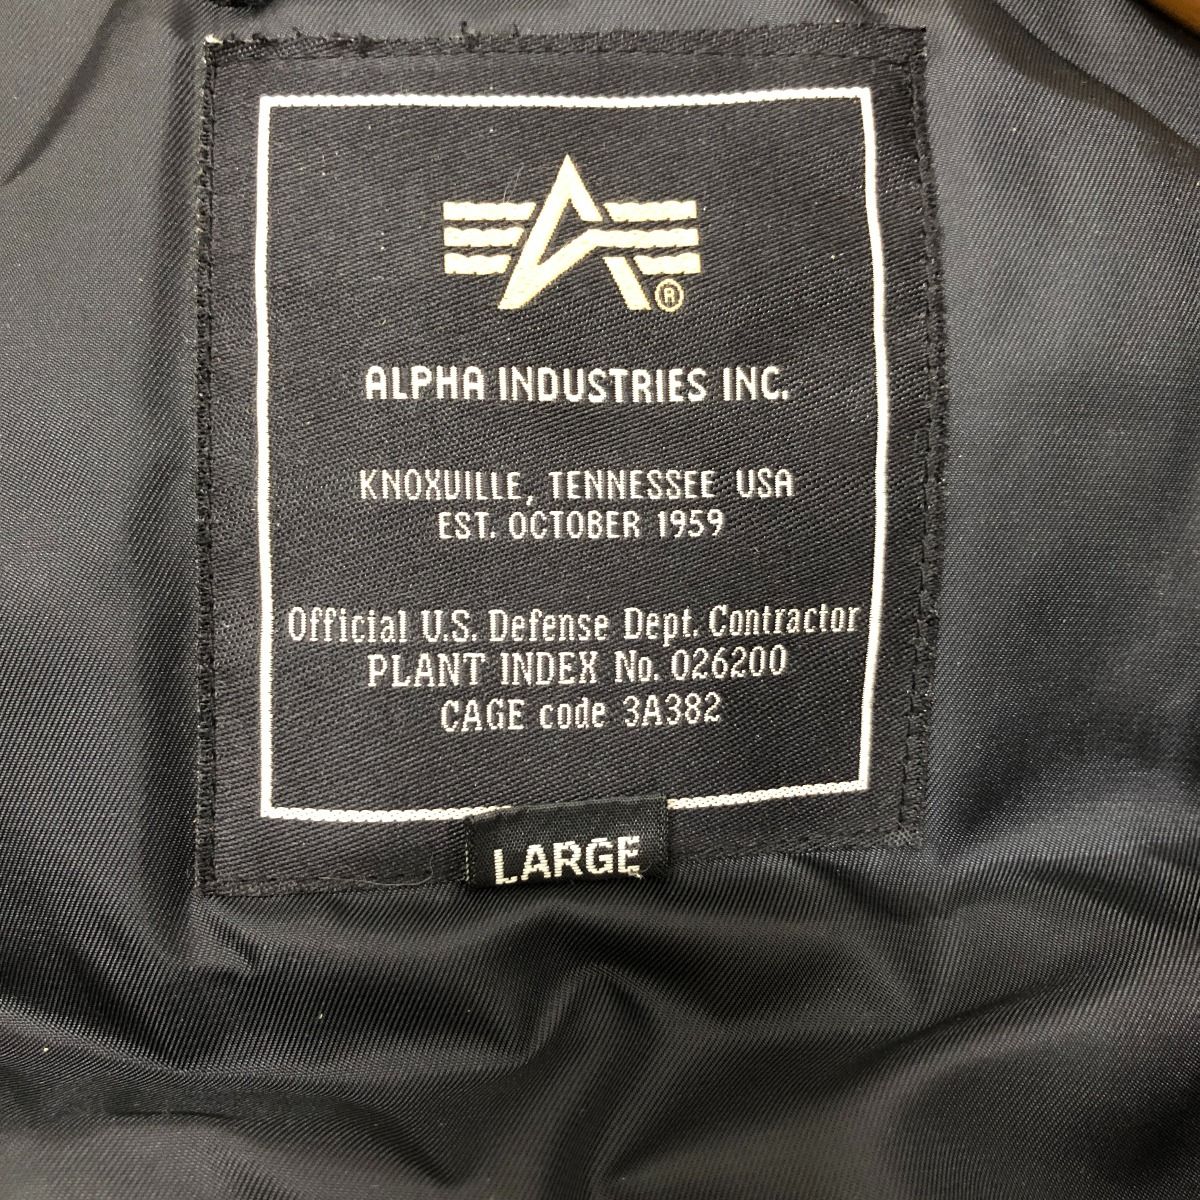 ®
ALPHA INDUSTRIES INC.
KNOXVILLE, TENNESSEE USA
EST. OCTOBER 1959
Official U.S. Defense Dept. Contractor
PLANT INDEX No. 026200
CAGE code 3A382
LARGE